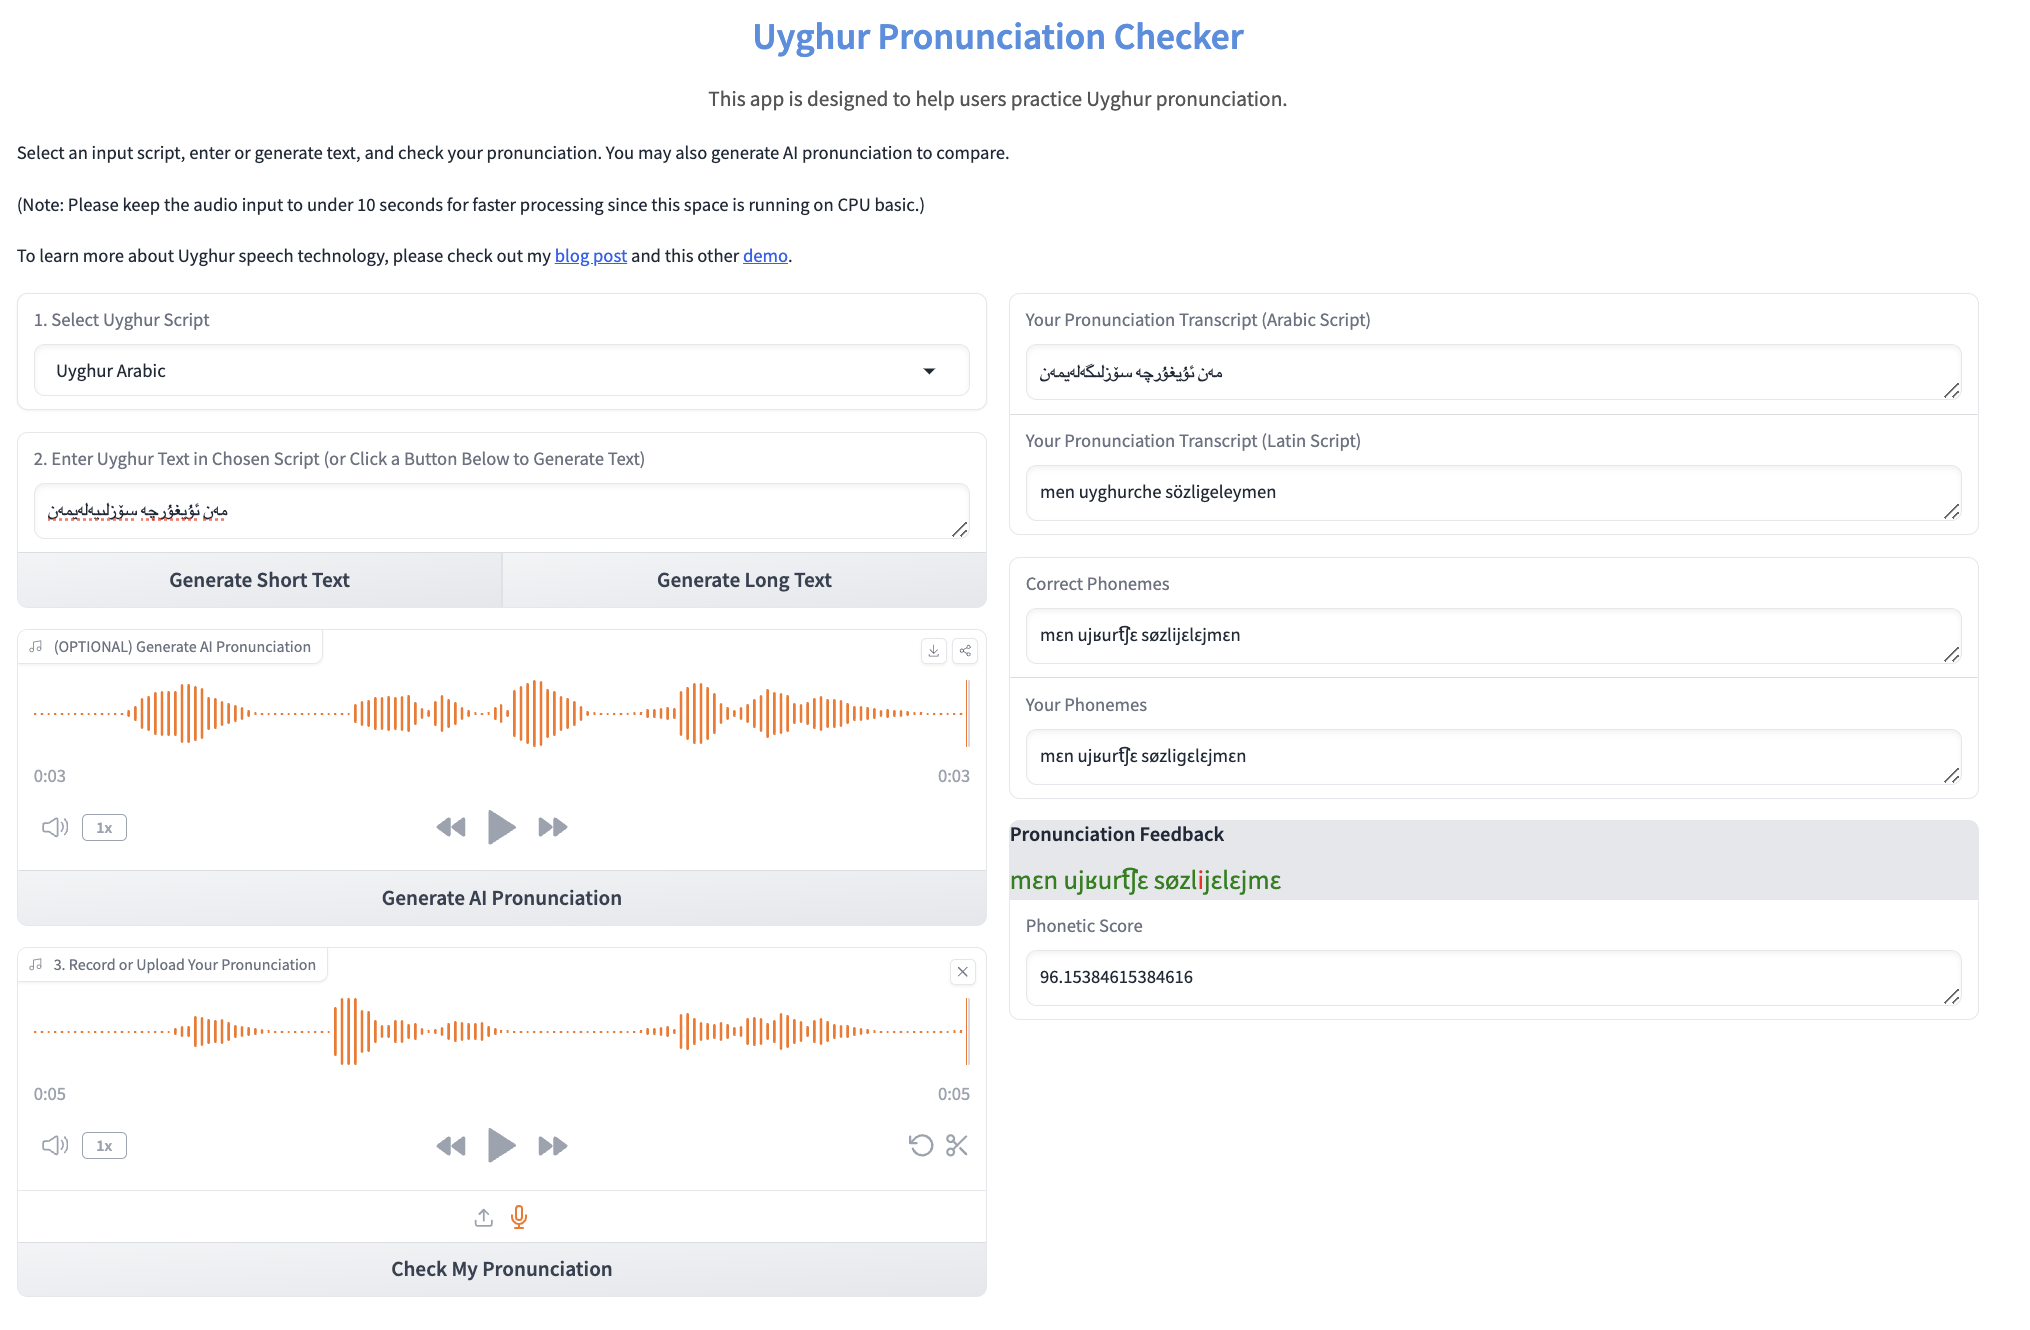 Uyghur Pronunciation Checker
This app is designed to help users practice Uyghur pronunciation.
Select an input script, enter or generate text, and check your pronunciation. You may also generate AI pronunciation to compare.
(Note: Please keep the audio input to under 10 seconds for faster processing since this space is running on CPU basic.)
To learn more about Uyghur speech technology, please check out my blog post and this other demo.
1. Select Uyghur Script
Uyghur Arabic
2. Enter Uyghur Text in Chosen Script (or Click a Button Below to Generate Text)
مەن ئۇيغۇرچە سۆزلىيەلەيمەن
Generate Short Text
Generate Long Text
(OPTIONAL) Generate AI Pronunciation
0:03
0:03
1x
Generate AI Pronunciation
3. Record or Upload Your Pronunciation
0:05
0:05
1x
Check My Pronunciation
Your Pronunciation Transcript (Arabic Script)
مەن ئۇيغۇرچە سۆزلىگەلەيمەن
Your Pronunciation Transcript (Latin Script)
men uyghurche sözligeleymen
Correct Phonemes
mɛn ujʁurt͡ʃɛ søzlijɛlɛjmɛn
Your Phonemes
mɛn ujʁurt͡ʃɛ søzligɛlɛjmɛn
Pronunciation Feedback
mɛn ujʁurt͡ʃɛ søzlijɛlɛjmɛ
Phonetic Score
96.15384615384616